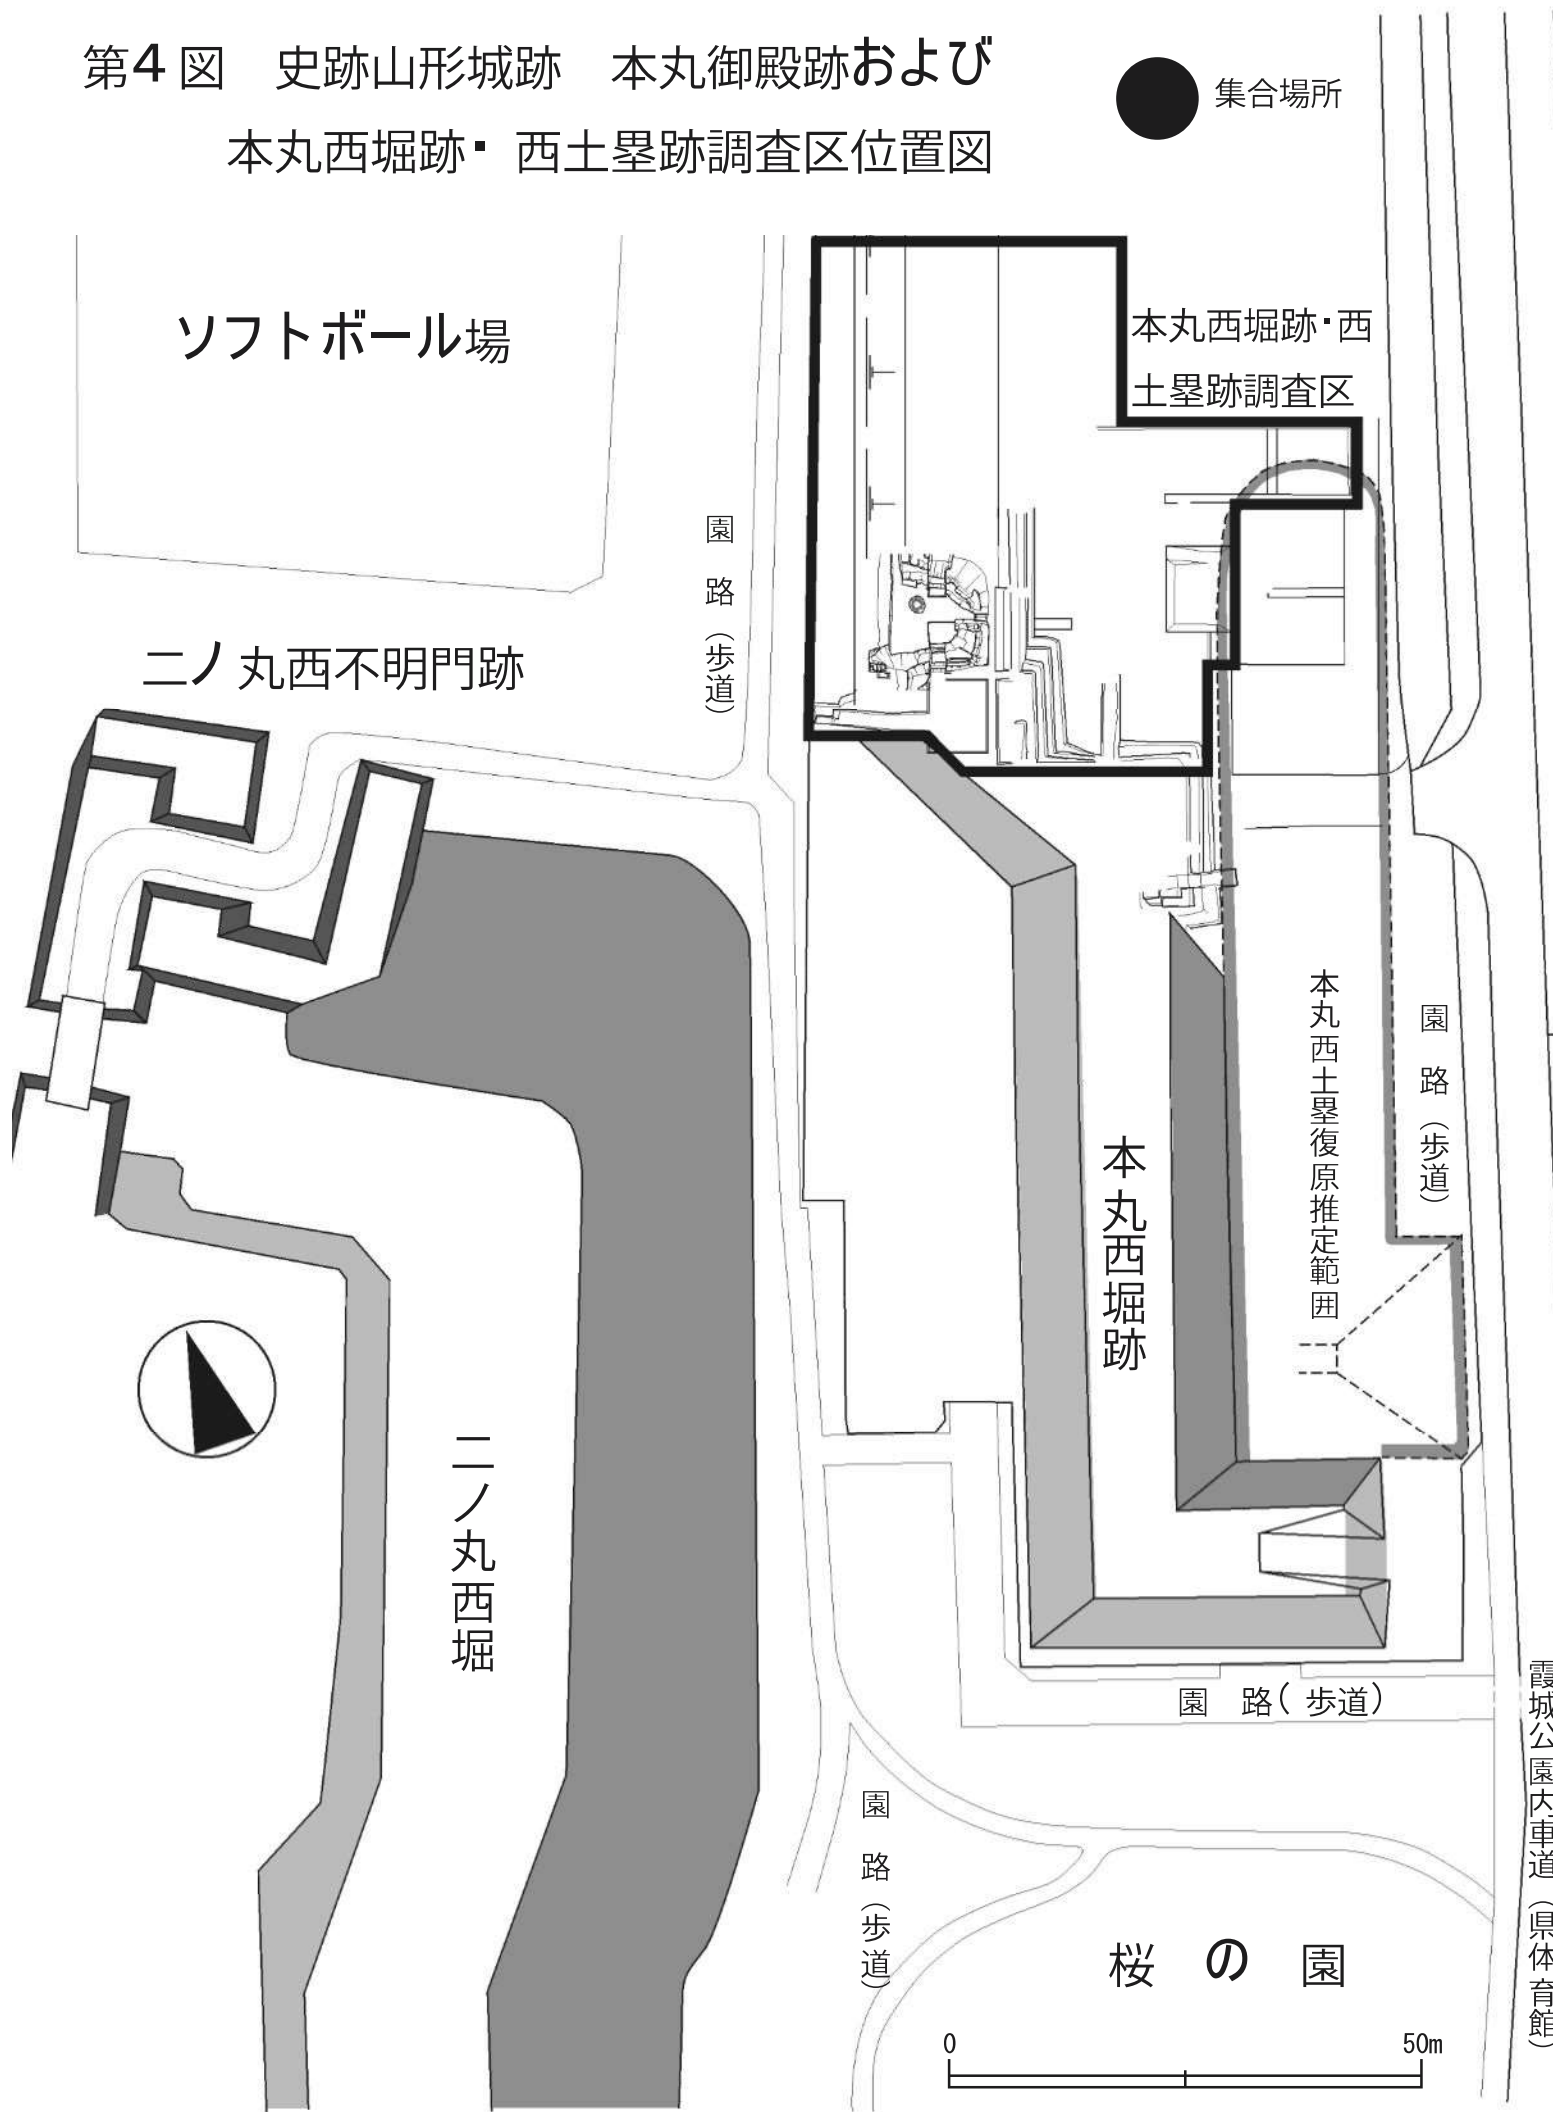 第4図　史跡山形城跡　本丸御殿跡および
本丸西堀跡・西土塁跡調査区位置図
集合場所
ソフトボール場
本丸西堀跡・西
土塁跡調査区
園　路（歩道）
二ノ丸西不明門跡
本丸西土塁復原推定範囲
園　路（歩道）
本丸西堀跡
二ノ丸西堀
園　路（歩道）
霞城公園内車道（県体育館）
園　路（歩道）
桜の園
0
50m